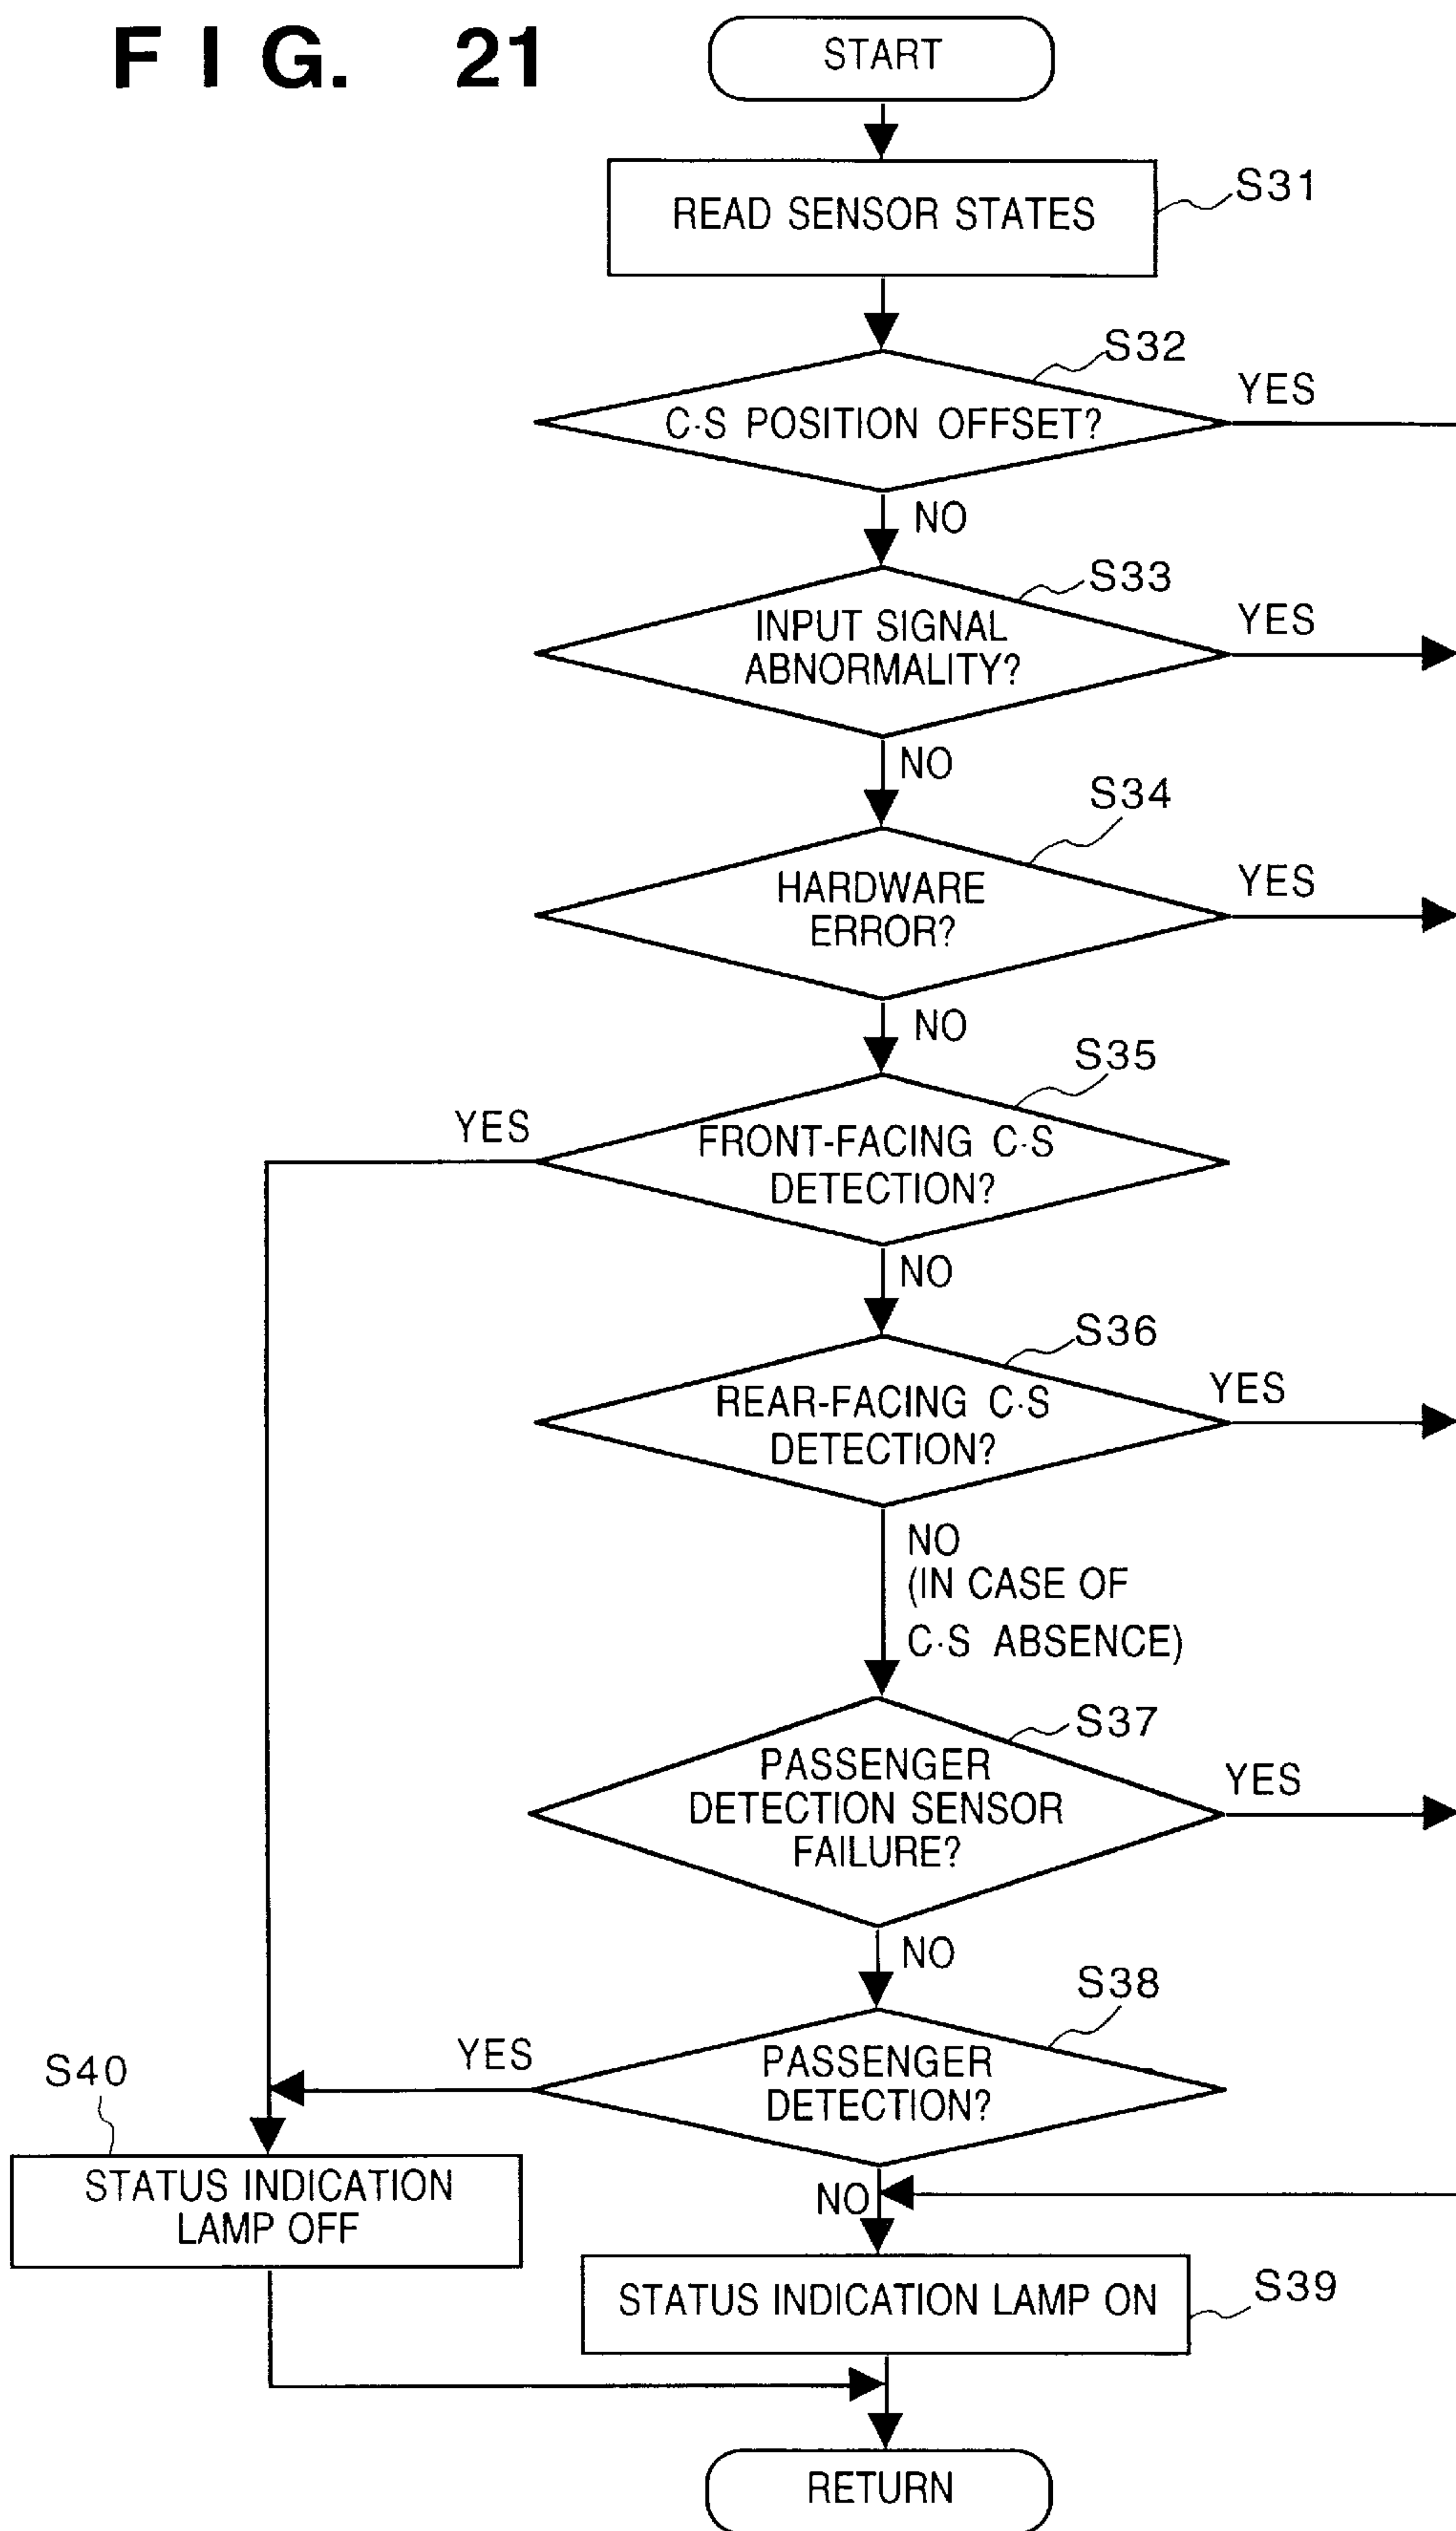 FIG. 21
START
READ SENSOR STATES
S31
S32
C·S POSITION OFFSET?
YES
NO
S33
INPUT SIGNAL
ABNORMALITY?
YES
NO
S34
HARDWARE
ERROR?
YES
NO
S35
YES
FRONT-FACING C·S
DETECTION?
NO
S36
REAR-FACING C·S
DETECTION?
YES
NO
(IN CASE OF
C·S ABSENCE)
S37
PASSENGER
DETECTION SENSOR
FAILURE?
YES
NO
S38
YES
PASSENGER
DETECTION?
S40
STATUS INDICATION
LAMP OFF
NO
STATUS INDICATION LAMP ON
S39
RETURN